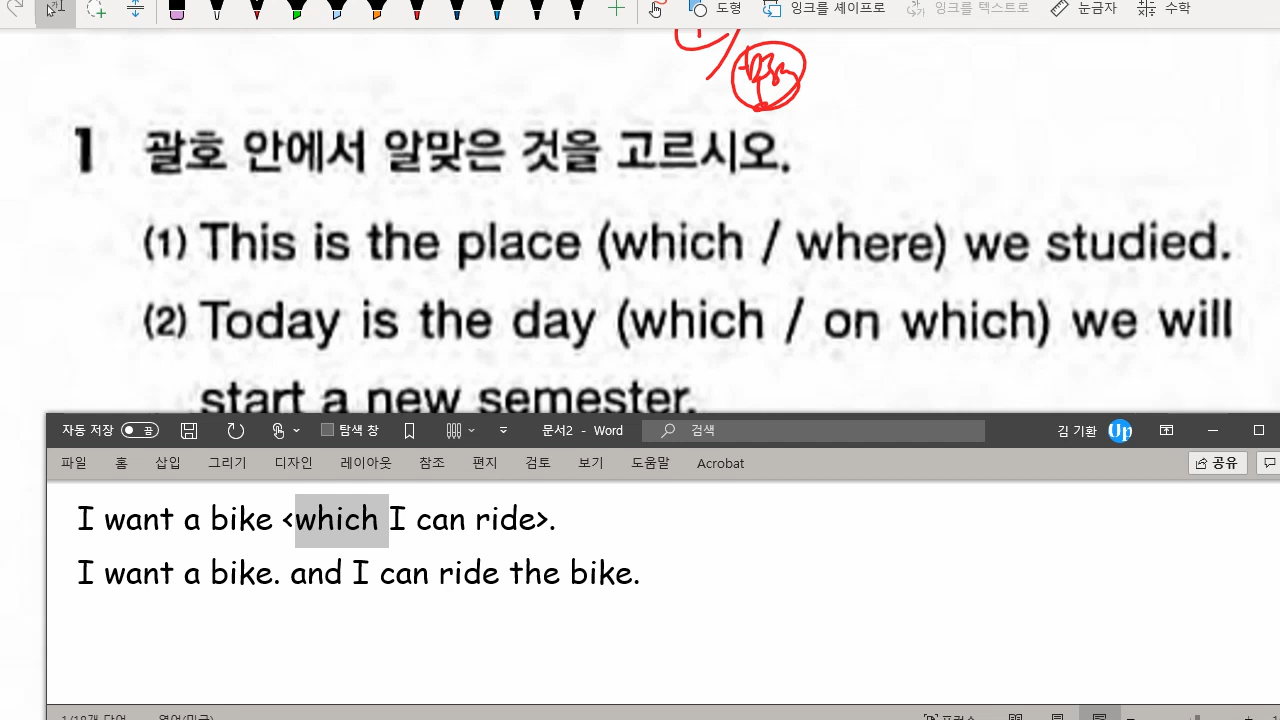 도형 잉크를 셰이프로 잉크를 텍스트로 눈금자 수학
1 괄호 안에서 알맞은 것을 고르시오.
(1) This is the place (which / where) we studied.
(2) Today is the day (which / on which) we will
start a new semester.
자동 저장 끔 탐색 창 문서2 - Word 검색 김 기환 Up
파일 홈 삽입 그리기 디자인 레이아웃 참조 편지 검토 보기 도움말 Acrobat 공유
I want a bike <which I can ride>.
I want a bike. and I can ride the bike.